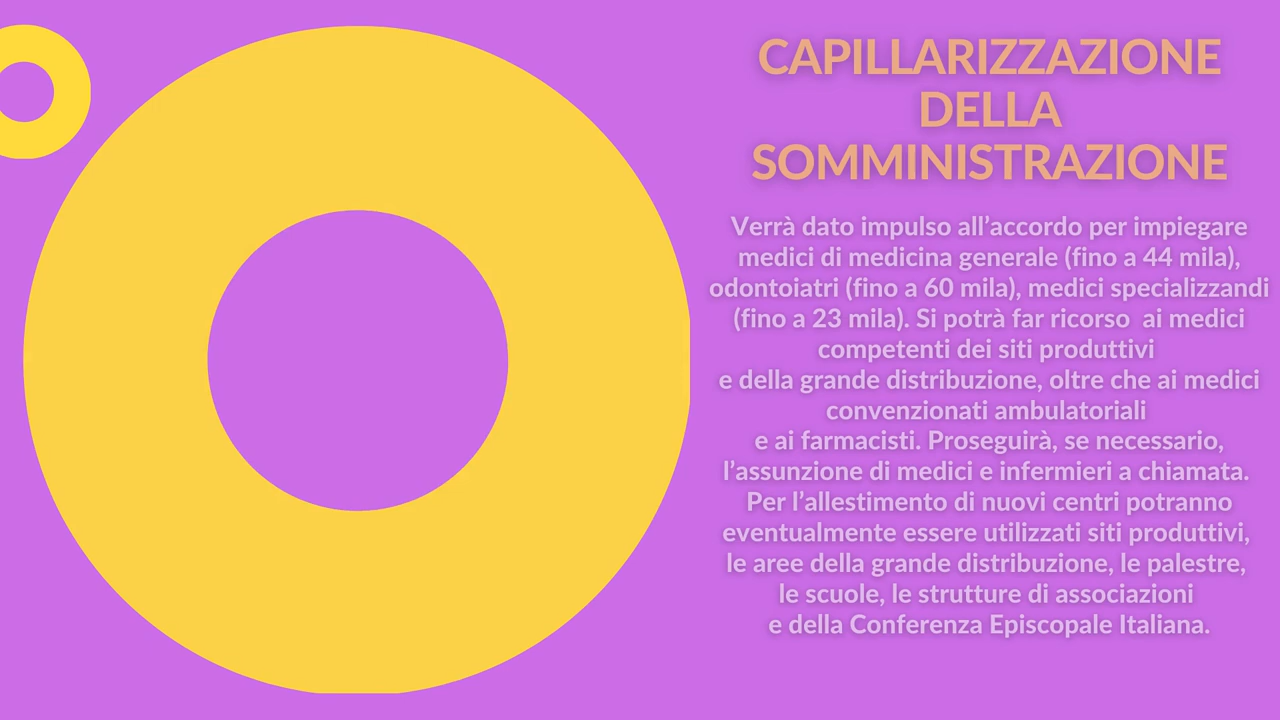 CAPILLARIZZAZIONE
DELLA
SOMMINISTRAZIONE
Verrà dato impulso all’accordo per impiegare
medici di medicina generale (fino a 44 mila),
odontoiatri (fino a 60 mila), medici specializzandi
(fino a 23 mila). Si potrà far ricorso  ai medici
competenti dei siti produttivi
e della grande distribuzione, oltre che ai medici
convenzionati ambulatoriali
e ai farmacisti. Proseguirà, se necessario,
l’assunzione di medici e infermieri a chiamata.
Per l’allestimento di nuovi centri potranno
eventualmente essere utilizzati siti produttivi,
le aree della grande distribuzione, le palestre,
le scuole, le strutture di associazioni
e della Conferenza Episcopale Italiana.